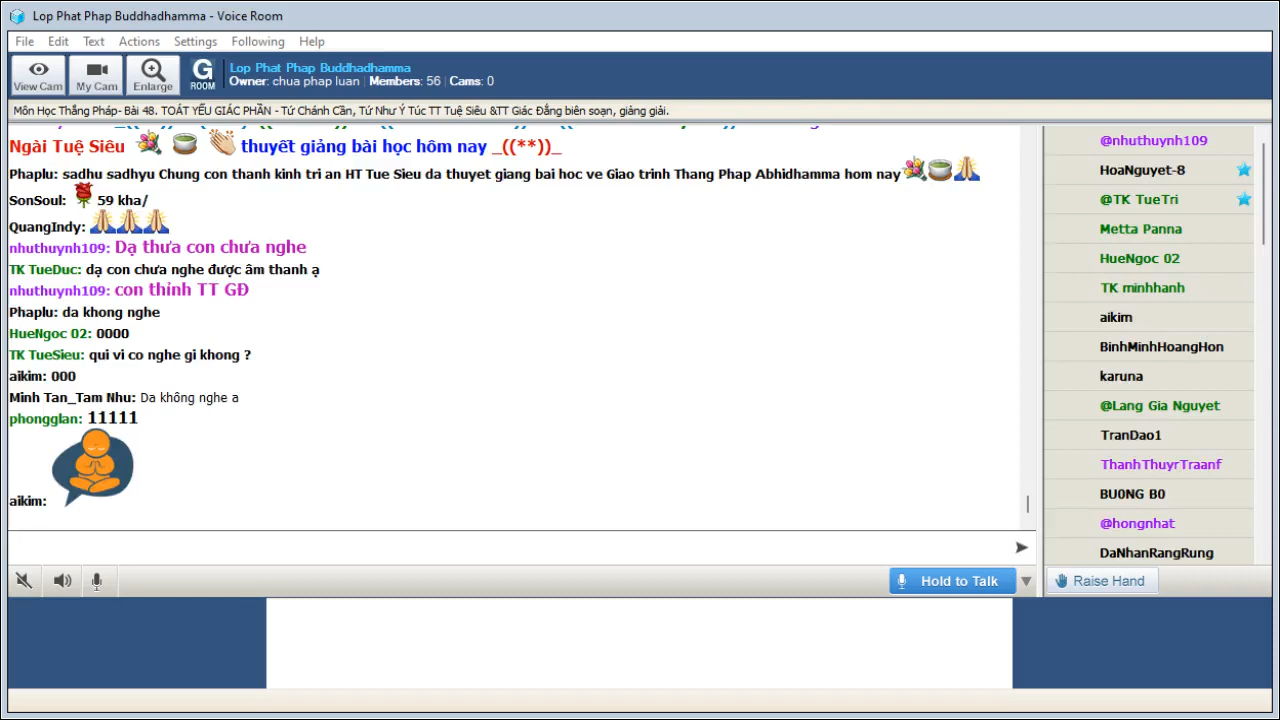 Lop Phat Phap Buddhadhamma - Voice Room
File Edit Text Actions Settings Following Help
View Cam My Cam Enlarge G ROOM
Lop Phat Phap Buddhadhamma
Owner: chua phap luan Members: 56 Cams: 0
Môn Học Thắng Pháp- Bài 48. TOÁT YẾU GIÁC PHẦN - Tứ Chánh Cần, Tứ Như Ý Túc TT Tuệ Siêu &TT Giác Đẳng biên soạn, giảng giải.
Ngài Tuệ Siêu thuyết giảng bài học hôm nay _((**))_
Phaplu: sadhu sadhyu Chung con thanh kinh tri an HT Tue Sieu da thuyet giang bai hoc ve Giao trinh Thang Phap Abhidhamma hom nay
SonSoul: 59 kha/
QuangIndy:
nhuthuynh109: Dạ thưa con chưa nghe
TK TueDuc: dạ con chưa nghe được âm thanh ạ
nhuthuynh109: con thỉnh TT GĐ
Phaplu: da khong nghe
HueNgoc 02: 0000
TK TueSieu: qui vi co nghe gi khong ?
aikim: 000
Minh Tan_Tam Nhu: Da không nghe a
phongglan: 11111
aikim:
@nhuthuynh109
HoaNguyet-8
@TK TueTri
Metta Panna
HueNgoc 02
TK minhhanh
aikim
BinhMinhHoangHon
karuna
@Lang Gia Nguyet
TranDao1
ThanhThuyrTraanf
BU0NG B0
@hongnhat
DaNhanRangRung
Hold to Talk
Raise Hand